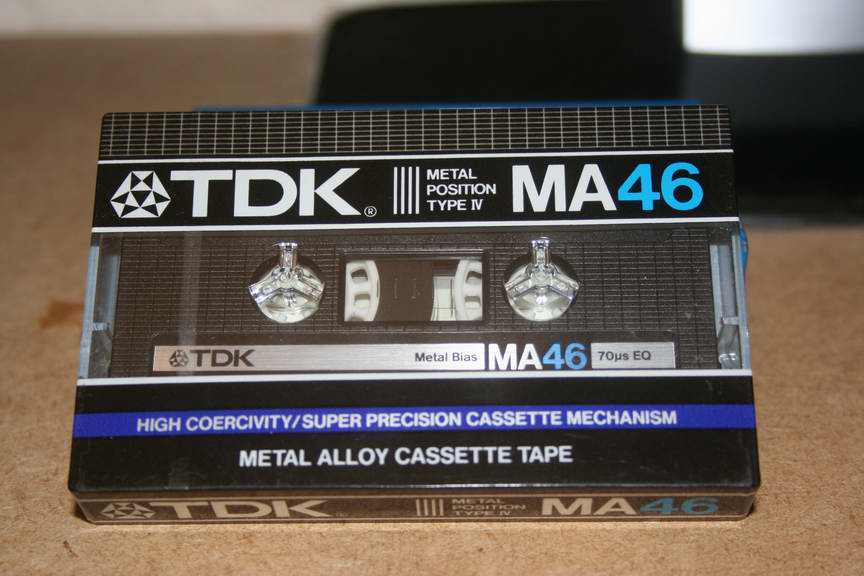 TDK®
METAL
POSITION
TYPE IV
MA46
TDK Metal Bias MA46 70µs EQ
HIGH COERCIVITY/SUPER PRECISION CASSETTE MECHANISM
METAL ALLOY CASSETTE TAPE
TDK
METAL
POSITION
TYPE IV
MA46